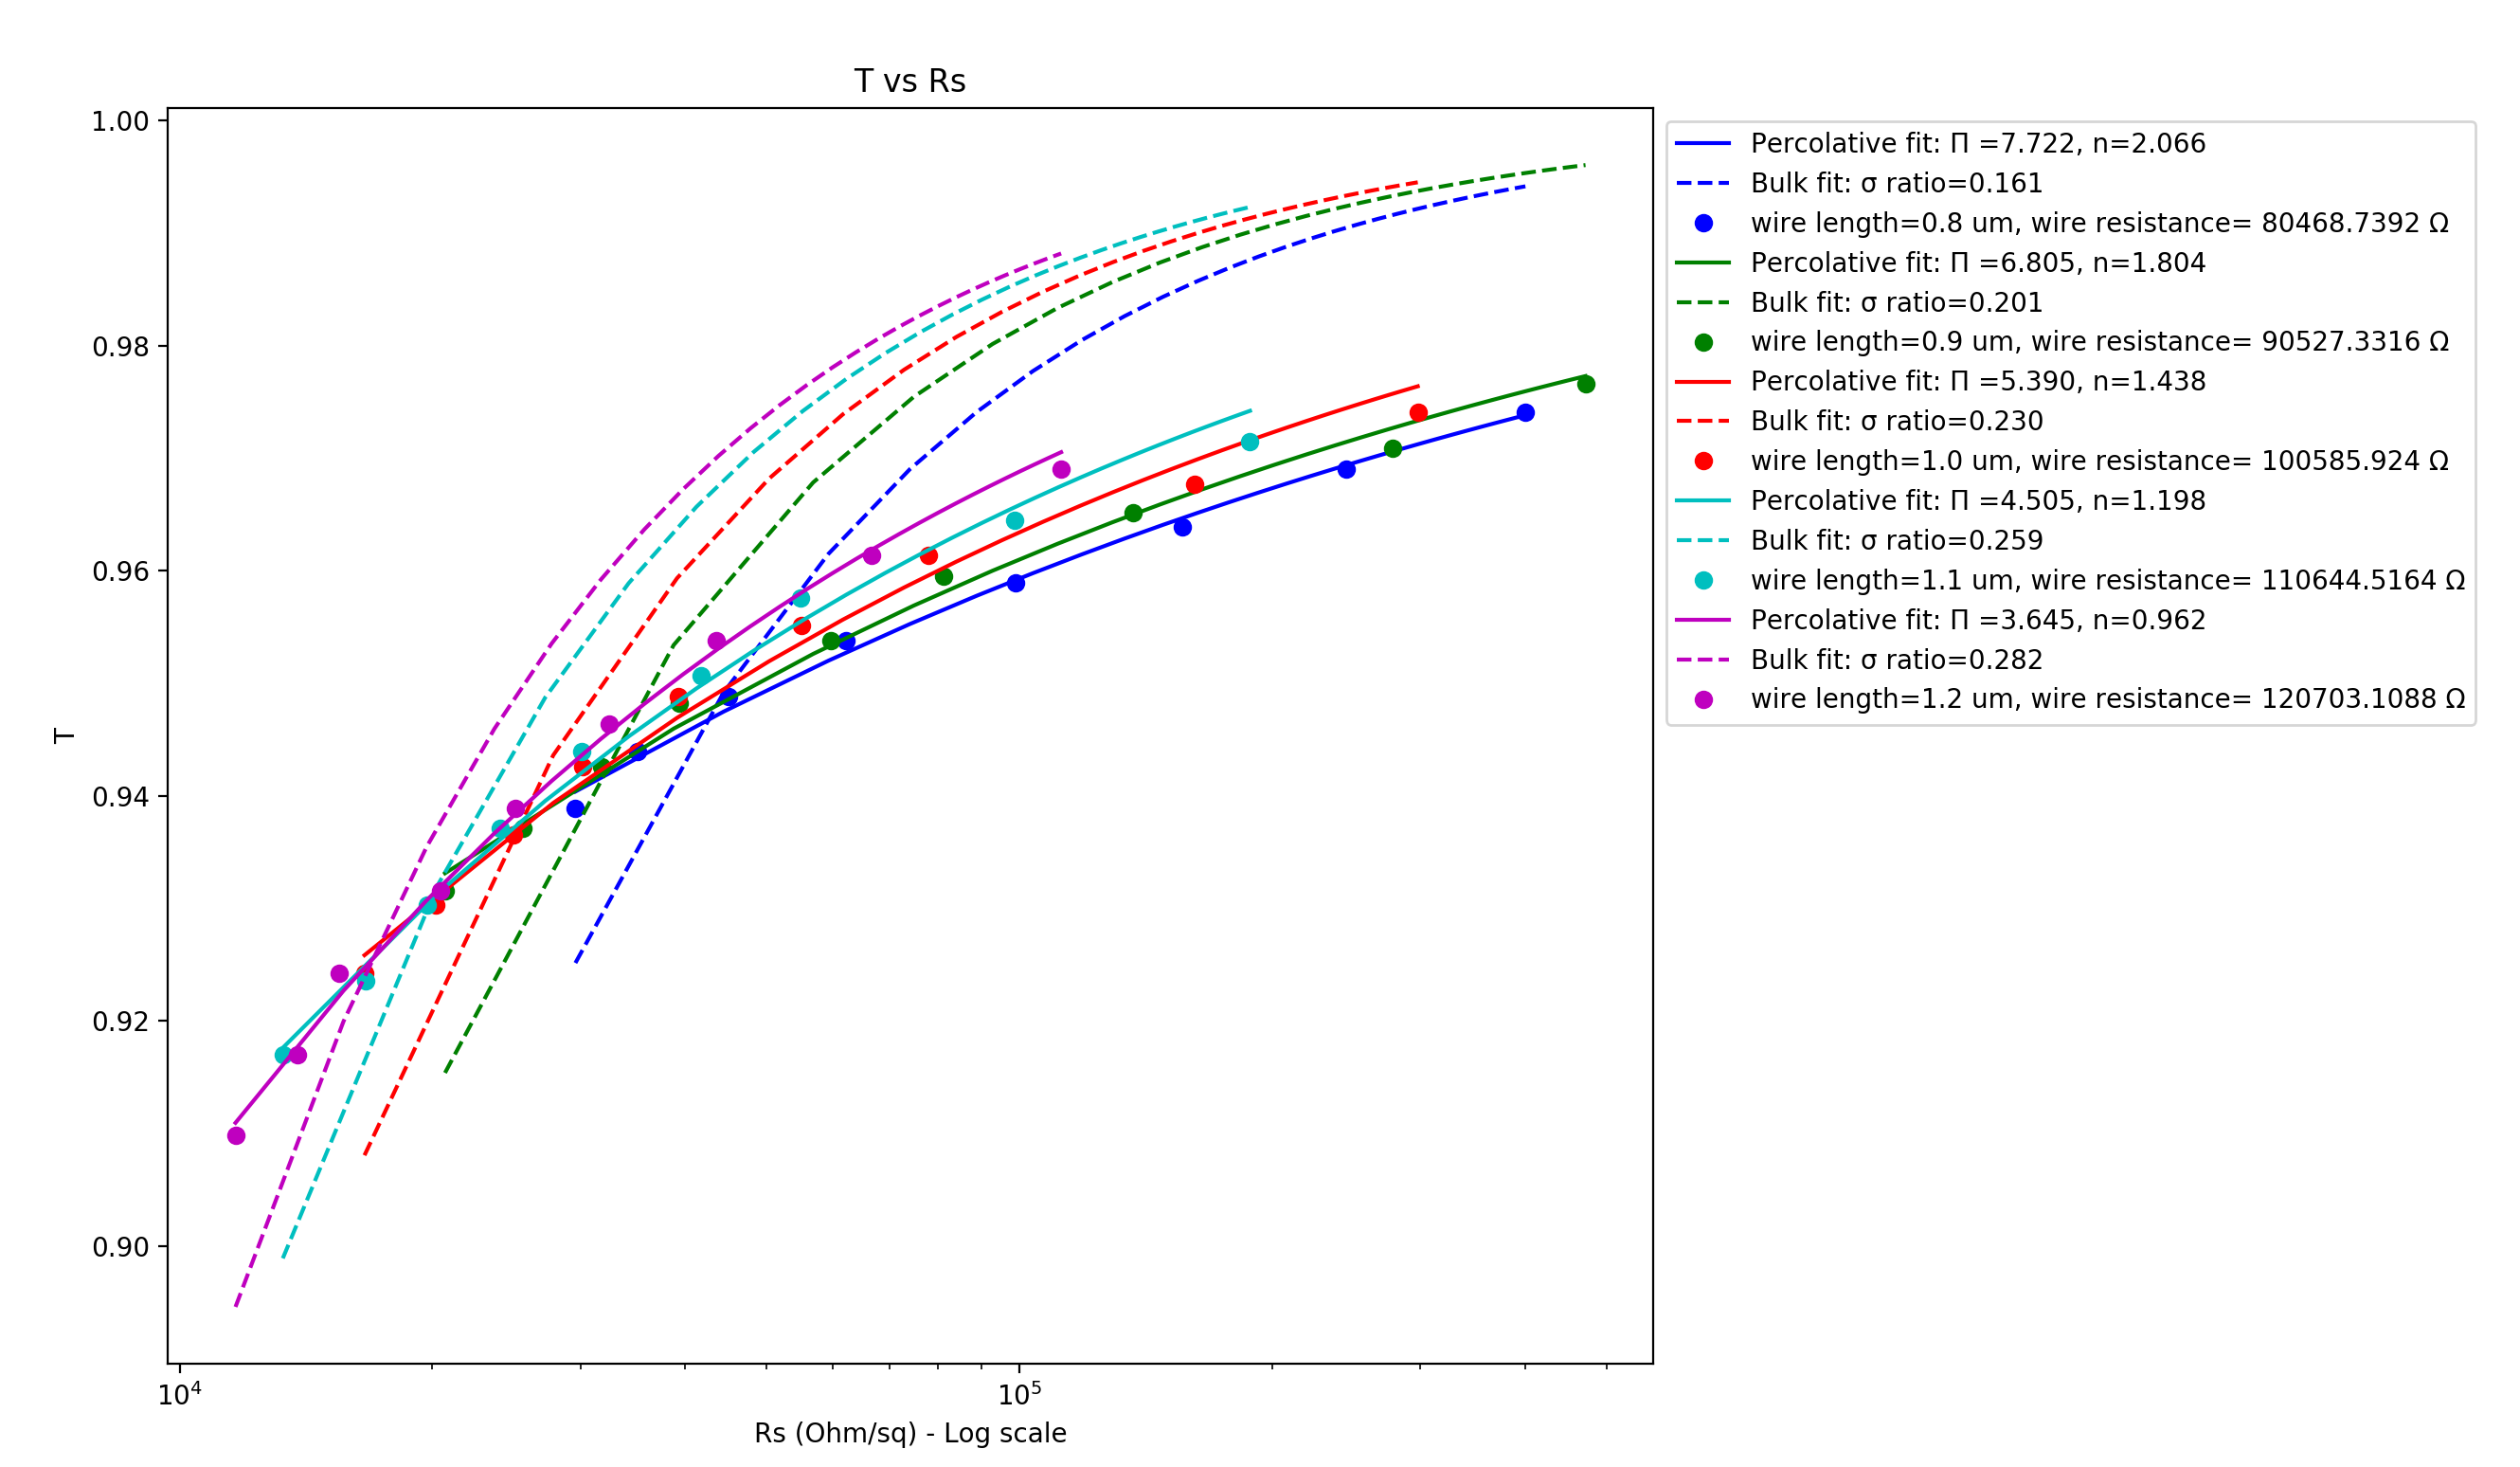 T vs Rs
1.00
0.98
0.96
0.94
0.92
0.90
T
10⁴
10⁵
Rs (Ohm/sq) - Log scale
Percolative fit: Π =7.722, n=2.066
Bulk fit: σ ratio=0.161
wire length=0.8 um, wire resistance= 80468.7392 Ω
Percolative fit: Π =6.805, n=1.804
Bulk fit: σ ratio=0.201
wire length=0.9 um, wire resistance= 90527.3316 Ω
Percolative fit: Π =5.390, n=1.438
Bulk fit: σ ratio=0.230
wire length=1.0 um, wire resistance= 100585.924 Ω
Percolative fit: Π =4.505, n=1.198
Bulk fit: σ ratio=0.259
wire length=1.1 um, wire resistance= 110644.5164 Ω
Percolative fit: Π =3.645, n=0.962
Bulk fit: σ ratio=0.282
wire length=1.2 um, wire resistance= 120703.1088 Ω